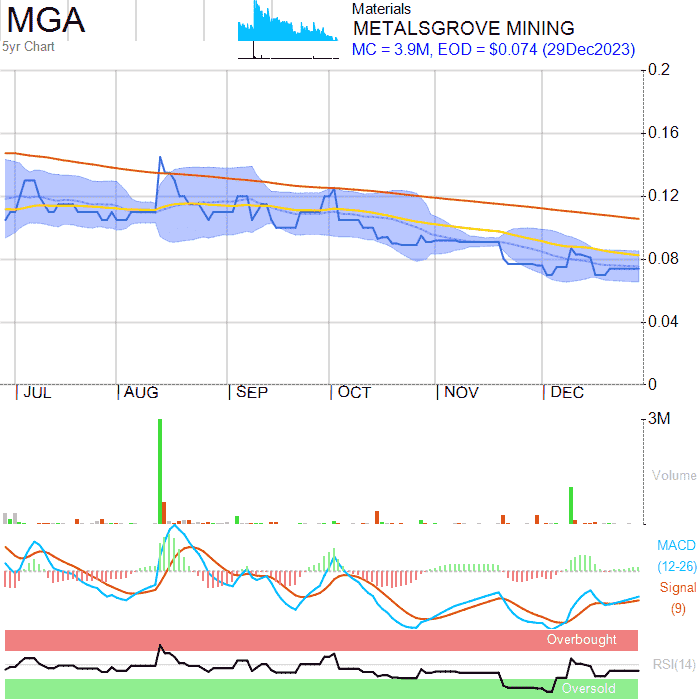 MGA
5yr Chart
Materials
METALSGROVE MINING
MC = 3.9M, EOD = $0.074 (29Dec2023)
0.2
0.16
0.12
0.08
0.04
0
JUL AUG SEP OCT NOV DEC
3M
Volume
MACD
(12-26)
Signal
(9)
Overbought
RSI(14)
Oversold